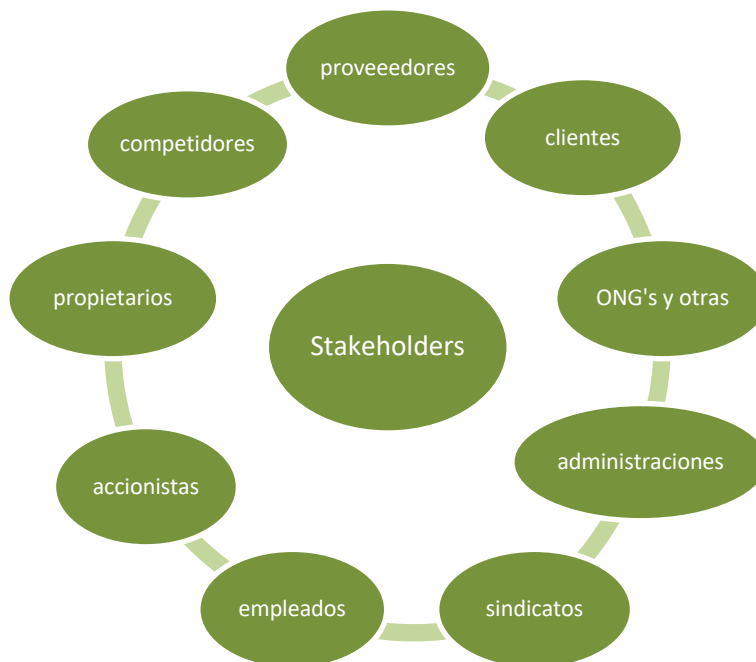 proveeedores
clientes
ONG's y otras
administraciones
sindicatos
empleados
accionistas
propietarios
competidores
Stakeholders